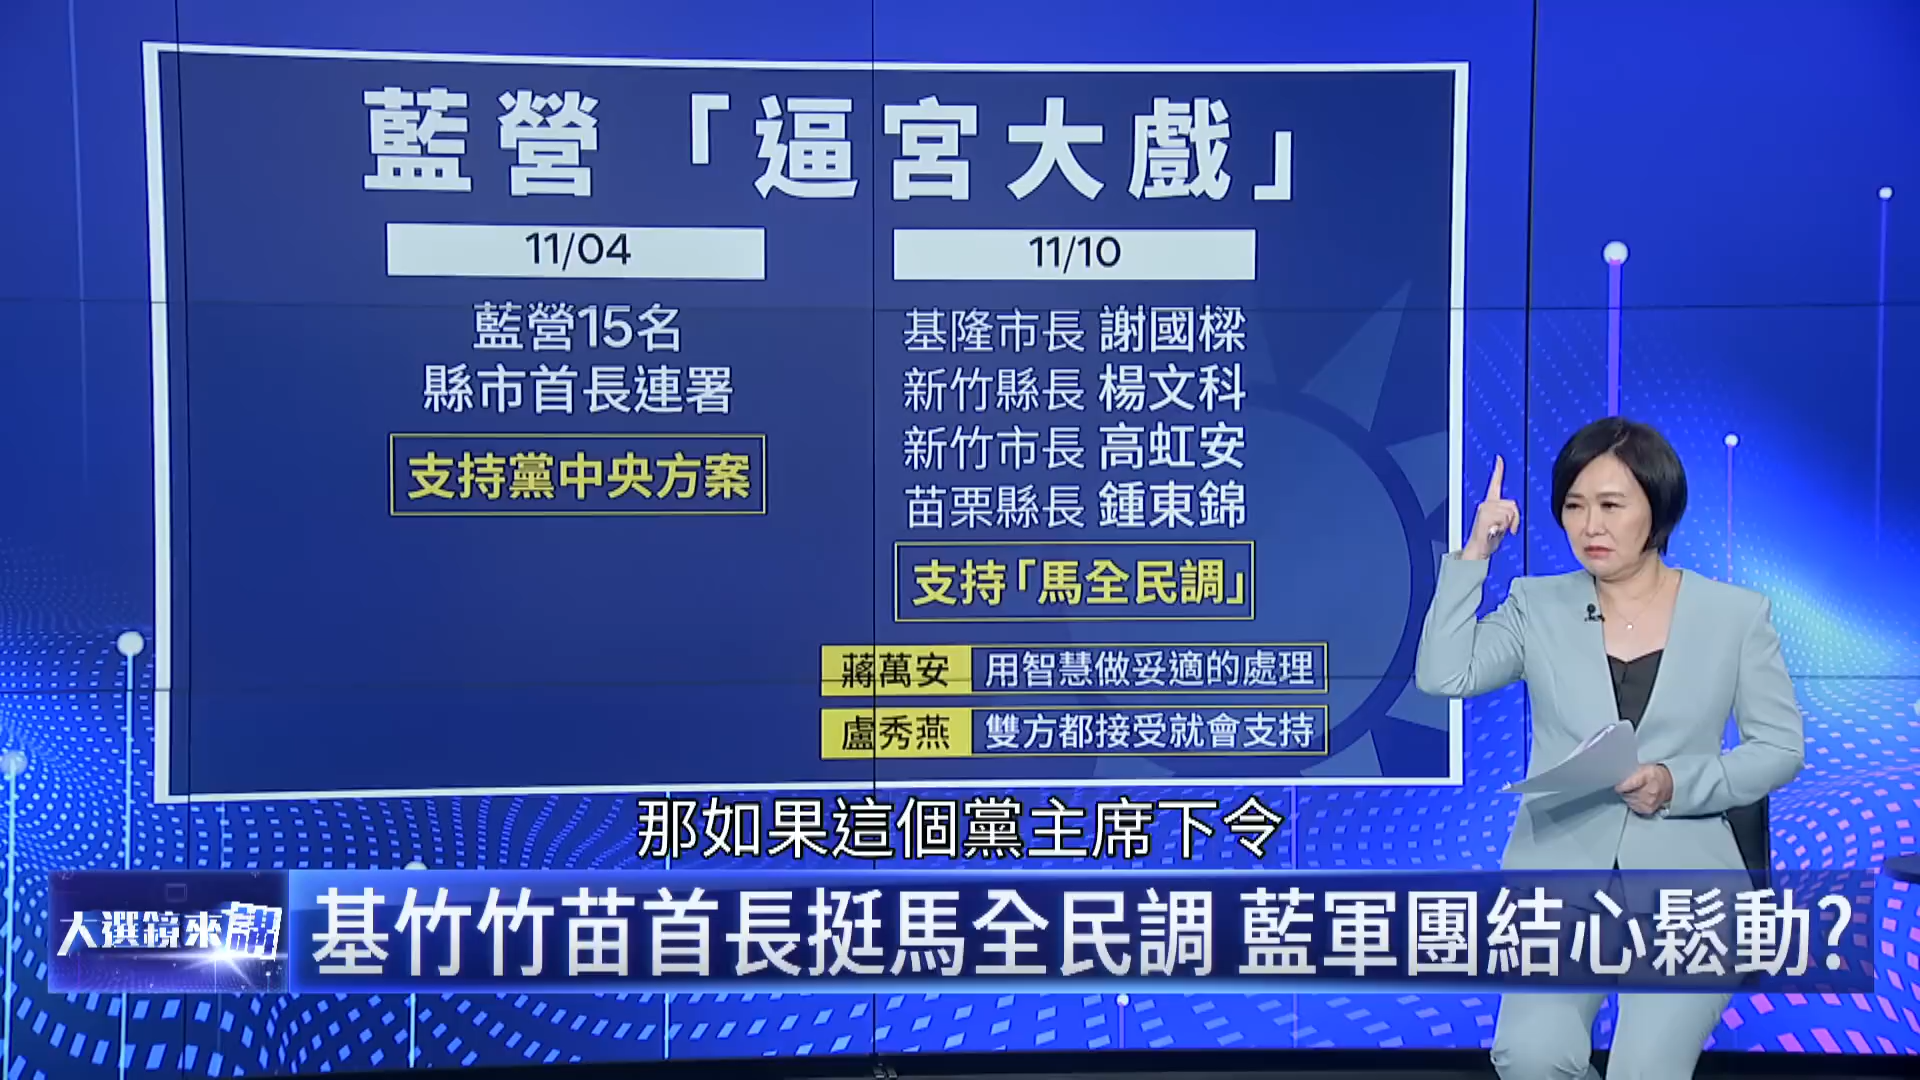 藍營「逼宮大戲」
11/04
藍營15名
縣市首長連署
支持黨中央方案
11/10
基隆市長 謝國樑
新竹縣長 楊文科
新竹市長 高虹安
苗栗縣長 鍾東錦
支持「馬全民調」
蔣萬安 用智慧做妥適的處理
盧秀燕 雙方都接受就會支持
那如果這個黨主席下令
大選鏡來講
基竹竹苗首長挺馬全民調 藍軍團結心鬆動?